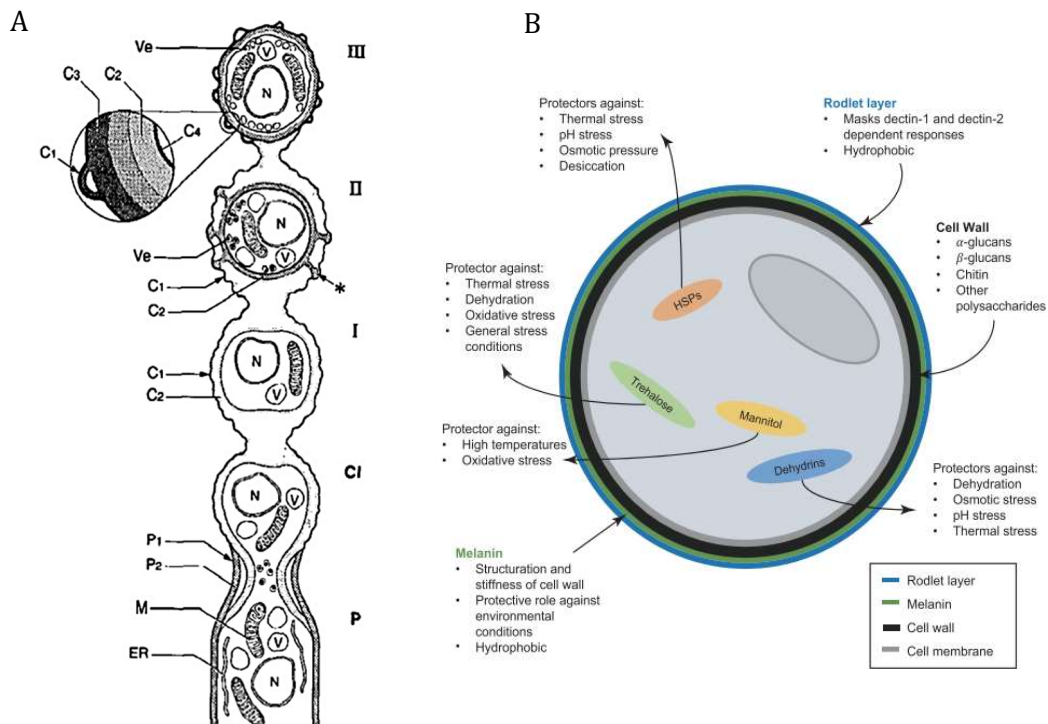 A
Ve
III
V
N
C3
C2
C4
C1
II
N
V
Ve
C1
*
C2
I
N
C1
V
C2
CI
N
V
P1
P2
M
P
V
ER
N
B
Protectors against:
• Thermal stress
• pH stress
• Osmotic pressure
• Desiccation
Rodlet layer
• Masks dectin-1 and dectin-2
dependent responses
• Hydrophobic
Cell Wall
• α-glucans
• β-glucans
• Chitin
• Other
polysaccharides
Protector against:
• Thermal stress
• Dehydration
• Oxidative stress
• General stress
conditions
HSPs
Trehalose
Mannitol
Dehydrins
Protector against:
• High temperatures
• Oxidative stress
Protectors against:
• Dehydration
• Osmotic stress
• pH stress
• Thermal stress
Melanin
• Structuration and
stiffness of cell wall
• Protective role against
environmental
conditions
• Hydrophobic
Rodlet layer
Melanin
Cell wall
Cell membrane